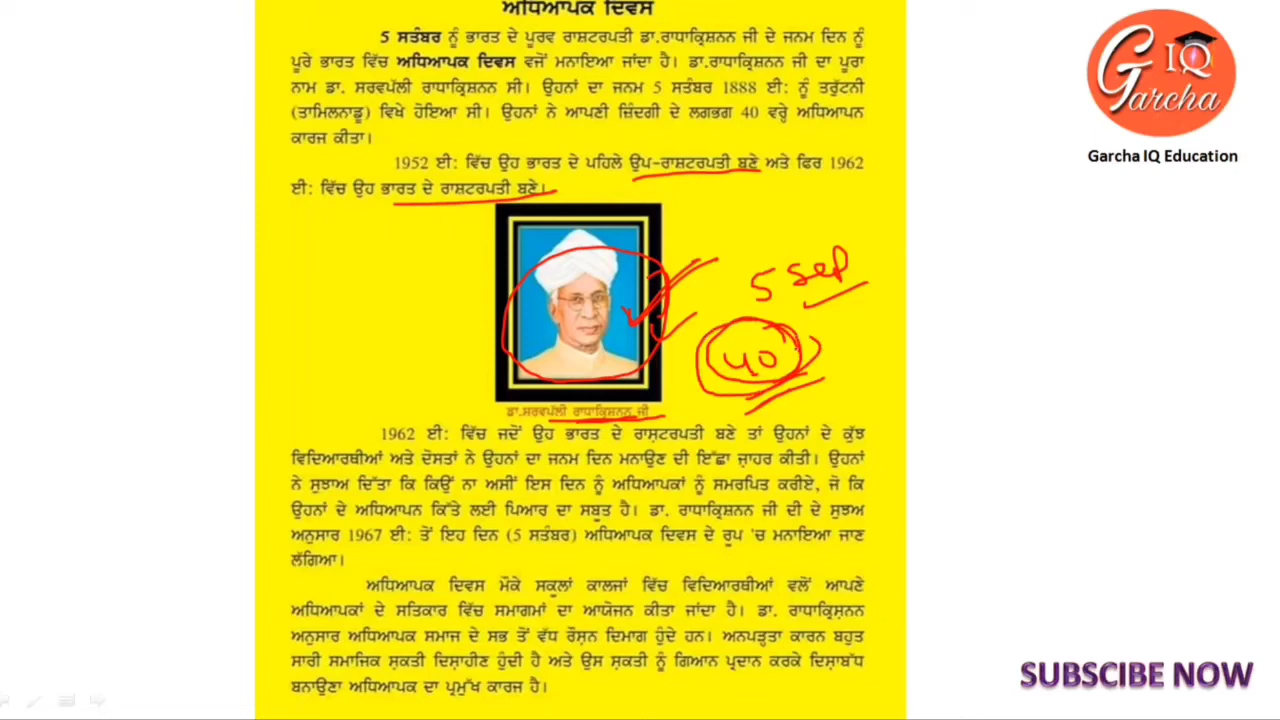 ਅਧਿਆਪਕ ਦਿਵਸ
5 ਸਤੰਬਰ ਨੂੰ ਭਾਰਤ ਦੇ ਪੂਰਵ ਰਾਸ਼ਟਰਪਤੀ ਡਾ.ਰਾਧਾਕ੍ਰਿਸ਼ਨਨ ਜੀ ਦੇ ਜਨਮ ਦਿਨ ਨੂੰ
ਪੂਰੇ ਭਾਰਤ ਵਿੱਚ ਅਧਿਆਪਕ ਦਿਵਸ ਵਜੋਂ ਮਨਾਇਆ ਜਾਂਦਾ ਹੈ। ਡਾ.ਰਾਧਾਕ੍ਰਿਸ਼ਨਨ ਜੀ ਦਾ ਪੂਰਾ
ਨਾਮ ਡਾ. ਸਰਵਪੱਲੀ ਰਾਧਾਕ੍ਰਿਸ਼ਨਨ ਸੀ। ਉਹਨਾਂ ਦਾ ਜਨਮ 5 ਸਤੰਬਰ 1888 ਈ: ਨੂੰ ਤਰੁੱਟਨੀ
(ਤਾਮਿਲਨਾਡੂ) ਵਿਖੇ ਹੋਇਆ ਸੀ। ਉਹਨਾਂ ਨੇ ਆਪਣੀ ਜ਼ਿੰਦਗੀ ਦੇ ਲਗਭਗ 40 ਵਰ੍ਹੇ ਅਧਿਆਪਨ
ਕਾਰਜ ਕੀਤਾ।
1952 ਈ: ਵਿੱਚ ਉਹ ਭਾਰਤ ਦੇ ਪਹਿਲੇ ਉਪ-ਰਾਸ਼ਟਰਪਤੀ ਬਣੇ ਅਤੇ ਫਿਰ 1962
ਈ: ਵਿੱਚ ਉਹ ਭਾਰਤ ਦੇ ਰਾਸ਼ਟਰਪਤੀ ਬਣੇ।
5 Sep
40
ਡਾ.ਸਰਵਪੱਲੀ ਰਾਧਾਕ੍ਰਿਸ਼ਨਨ ਜੀ
1962 ਈ: ਵਿੱਚ ਜਦੋਂ ਉਹ ਭਾਰਤ ਦੇ ਰਾਸ਼ਟਰਪਤੀ ਬਣੇ ਤਾਂ ਉਹਨਾਂ ਦੇ ਕੁੱਝ
ਵਿਦਿਆਰਥੀਆਂ ਅਤੇ ਦੋਸਤਾਂ ਨੇ ਉਹਨਾਂ ਦਾ ਜਨਮ ਦਿਨ ਮਨਾਉਣ ਦੀ ਇੱਛਾ ਜ਼ਾਹਰ ਕੀਤੀ। ਉਹਨਾਂ
ਨੇ ਸੁਝਾਅ ਦਿੱਤਾ ਕਿ ਕਿਉਂ ਨਾ ਅਸੀਂ ਇਸ ਦਿਨ ਨੂੰ ਅਧਿਆਪਕਾਂ ਨੂੰ ਸਮਰਪਿਤ ਕਰੀਏ, ਜੋ ਕਿ
ਉਹਨਾਂ ਦੇ ਅਧਿਆਪਨ ਕਿੱਤੇ ਲਈ ਪਿਆਰ ਦਾ ਸਬੂਤ ਹੈ। ਡਾ. ਰਾਧਾਕ੍ਰਿਸ਼ਨਨ ਜੀ ਦੀ ਦੇ ਸੁਝਅ
ਅਨੁਸਾਰ 1967 ਈ: ਤੋਂ ਇਹ ਦਿਨ (5 ਸਤੰਬਰ) ਅਧਿਆਪਕ ਦਿਵਸ ਦੇ ਰੂਪ 'ਚ ਮਨਾਇਆ ਜਾਣ
ਲੱਗਿਆ।
ਅਧਿਆਪਕ ਦਿਵਸ ਮੌਕੇ ਸਕੂਲਾਂ ਕਾਲਜਾਂ ਵਿੱਚ ਵਿਦਿਆਰਥੀਆਂ ਵਲੋਂ ਆਪਣੇ
ਅਧਿਆਪਕਾਂ ਦੇ ਸਤਿਕਾਰ ਵਿੱਚ ਸਮਾਗਮਾਂ ਦਾ ਆਯੋਜਨ ਕੀਤਾ ਜਾਂਦਾ ਹੈ। ਡਾ. ਰਾਧਾਕ੍ਰਿਸ਼ਨਨ
ਅਨੁਸਾਰ ਅਧਿਆਪਕ ਸਮਾਜ ਦੇ ਸਭ ਤੋਂ ਵੱਧ ਰੌਸ਼ਨ ਦਿਮਾਗ ਹੁੰਦੇ ਹਨ। ਅਨਪੜ੍ਹਤਾ ਕਾਰਨ ਬਹੁਤ
ਸਾਰੀ ਸਮਾਜਿਕ ਸ਼ਕਤੀ ਦਿਸ਼ਾਹੀਣ ਹੁੰਦੀ ਹੈ ਅਤੇ ਉਸ ਸ਼ਕਤੀ ਨੂੰ ਗਿਆਨ ਪ੍ਰਦਾਨ ਕਰਕੇ ਦਿਸ਼ਾਬੱਧ
ਬਨਾਉਣਾ ਅਧਿਆਪਕ ਦਾ ਪ੍ਰਮੁੱਖ ਕਾਰਜ ਹੈ।
G IQ
Garcha
Garcha IQ Education
SUBSCIBE NOW